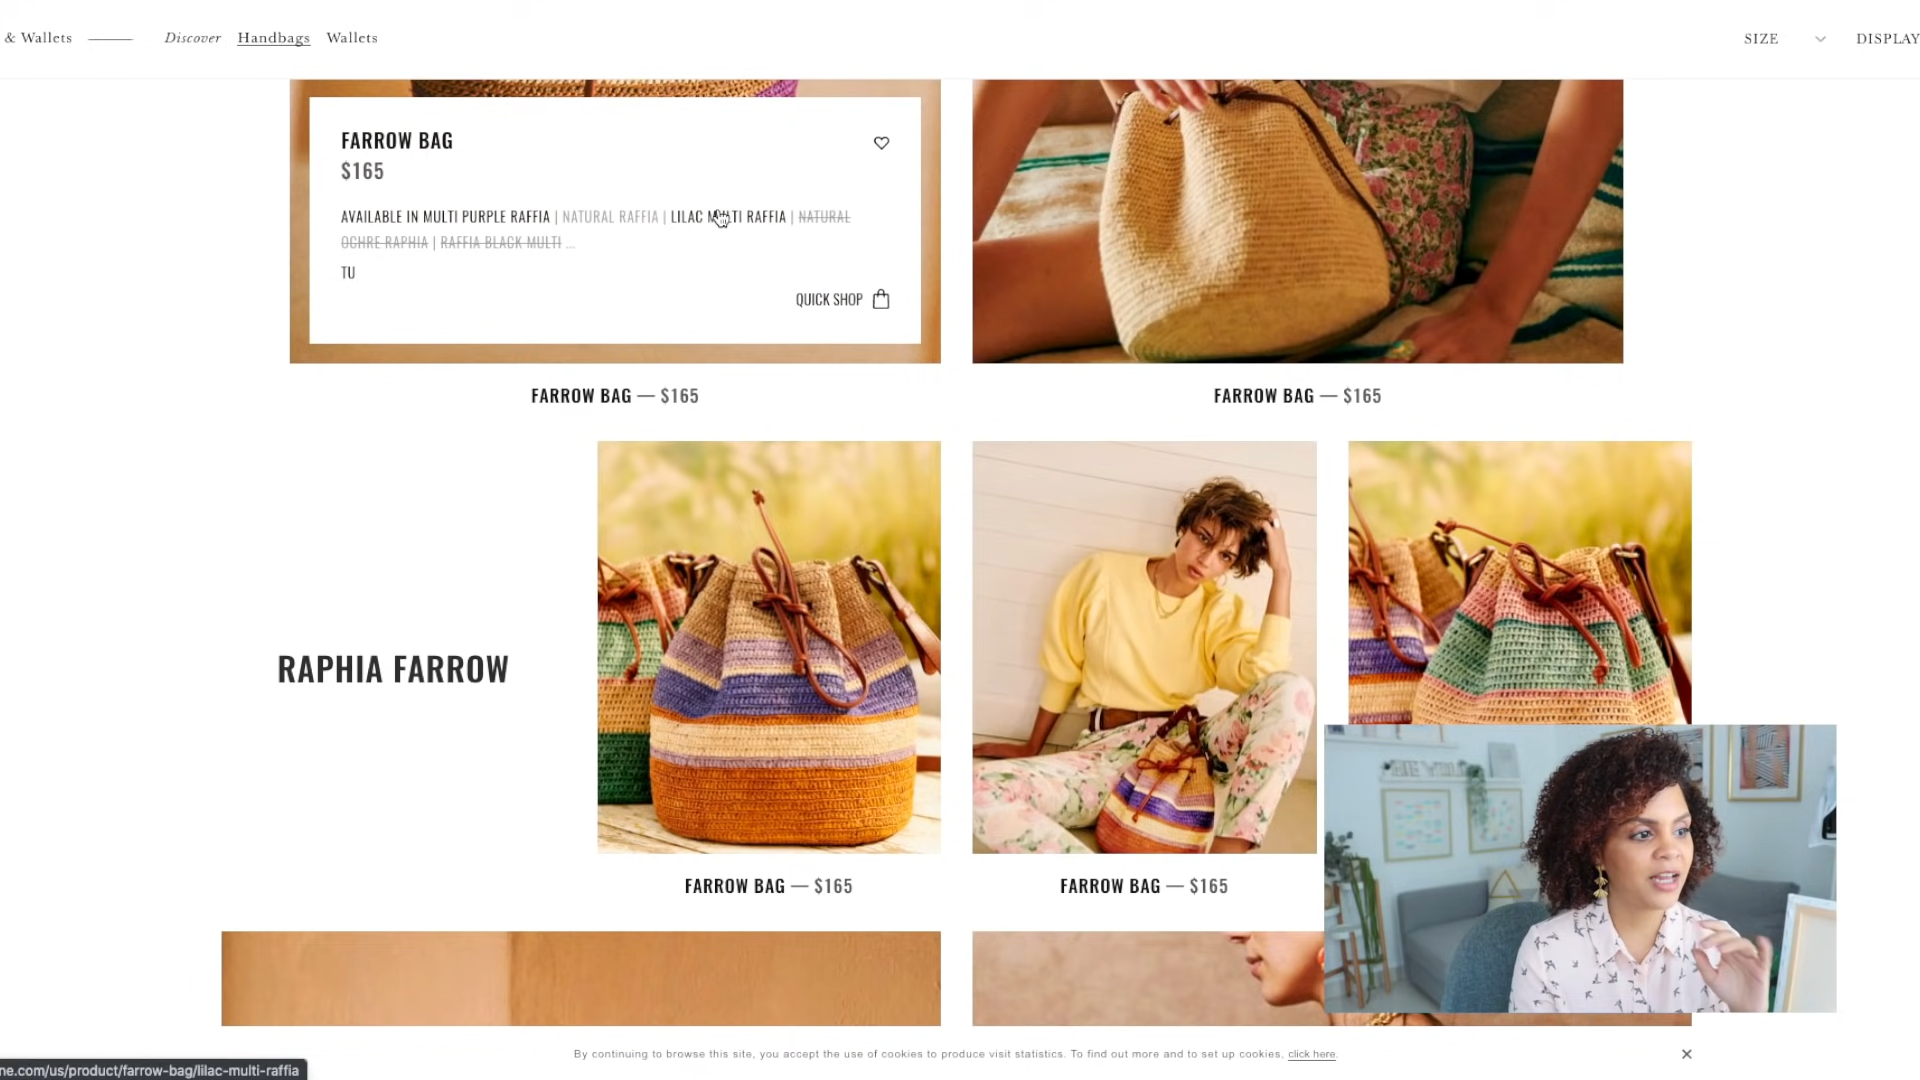 & Wallets
Discover
Handbags
Wallets
SIZE
DISPLAY
FARROW BAG
$165
AVAILABLE IN MULTI PURPLE RAFFIA | NATURAL RAFFIA | LILAC MULTI RAFFIA | NATURAL
OCHRE RAPHIA | RAFFIA BLACK MULTI ...
TU
QUICK SHOP
FARROW BAG — $165
FARROW BAG — $165
RAPHIA FARROW
FARROW BAG — $165
FARROW BAG — $165
By continuing to browse this site, you accept the use of cookies to produce visit statistics. To find out more and to set up cookies, click here.
ne.com/us/product/farrow-bag/lilac-multi-raffia